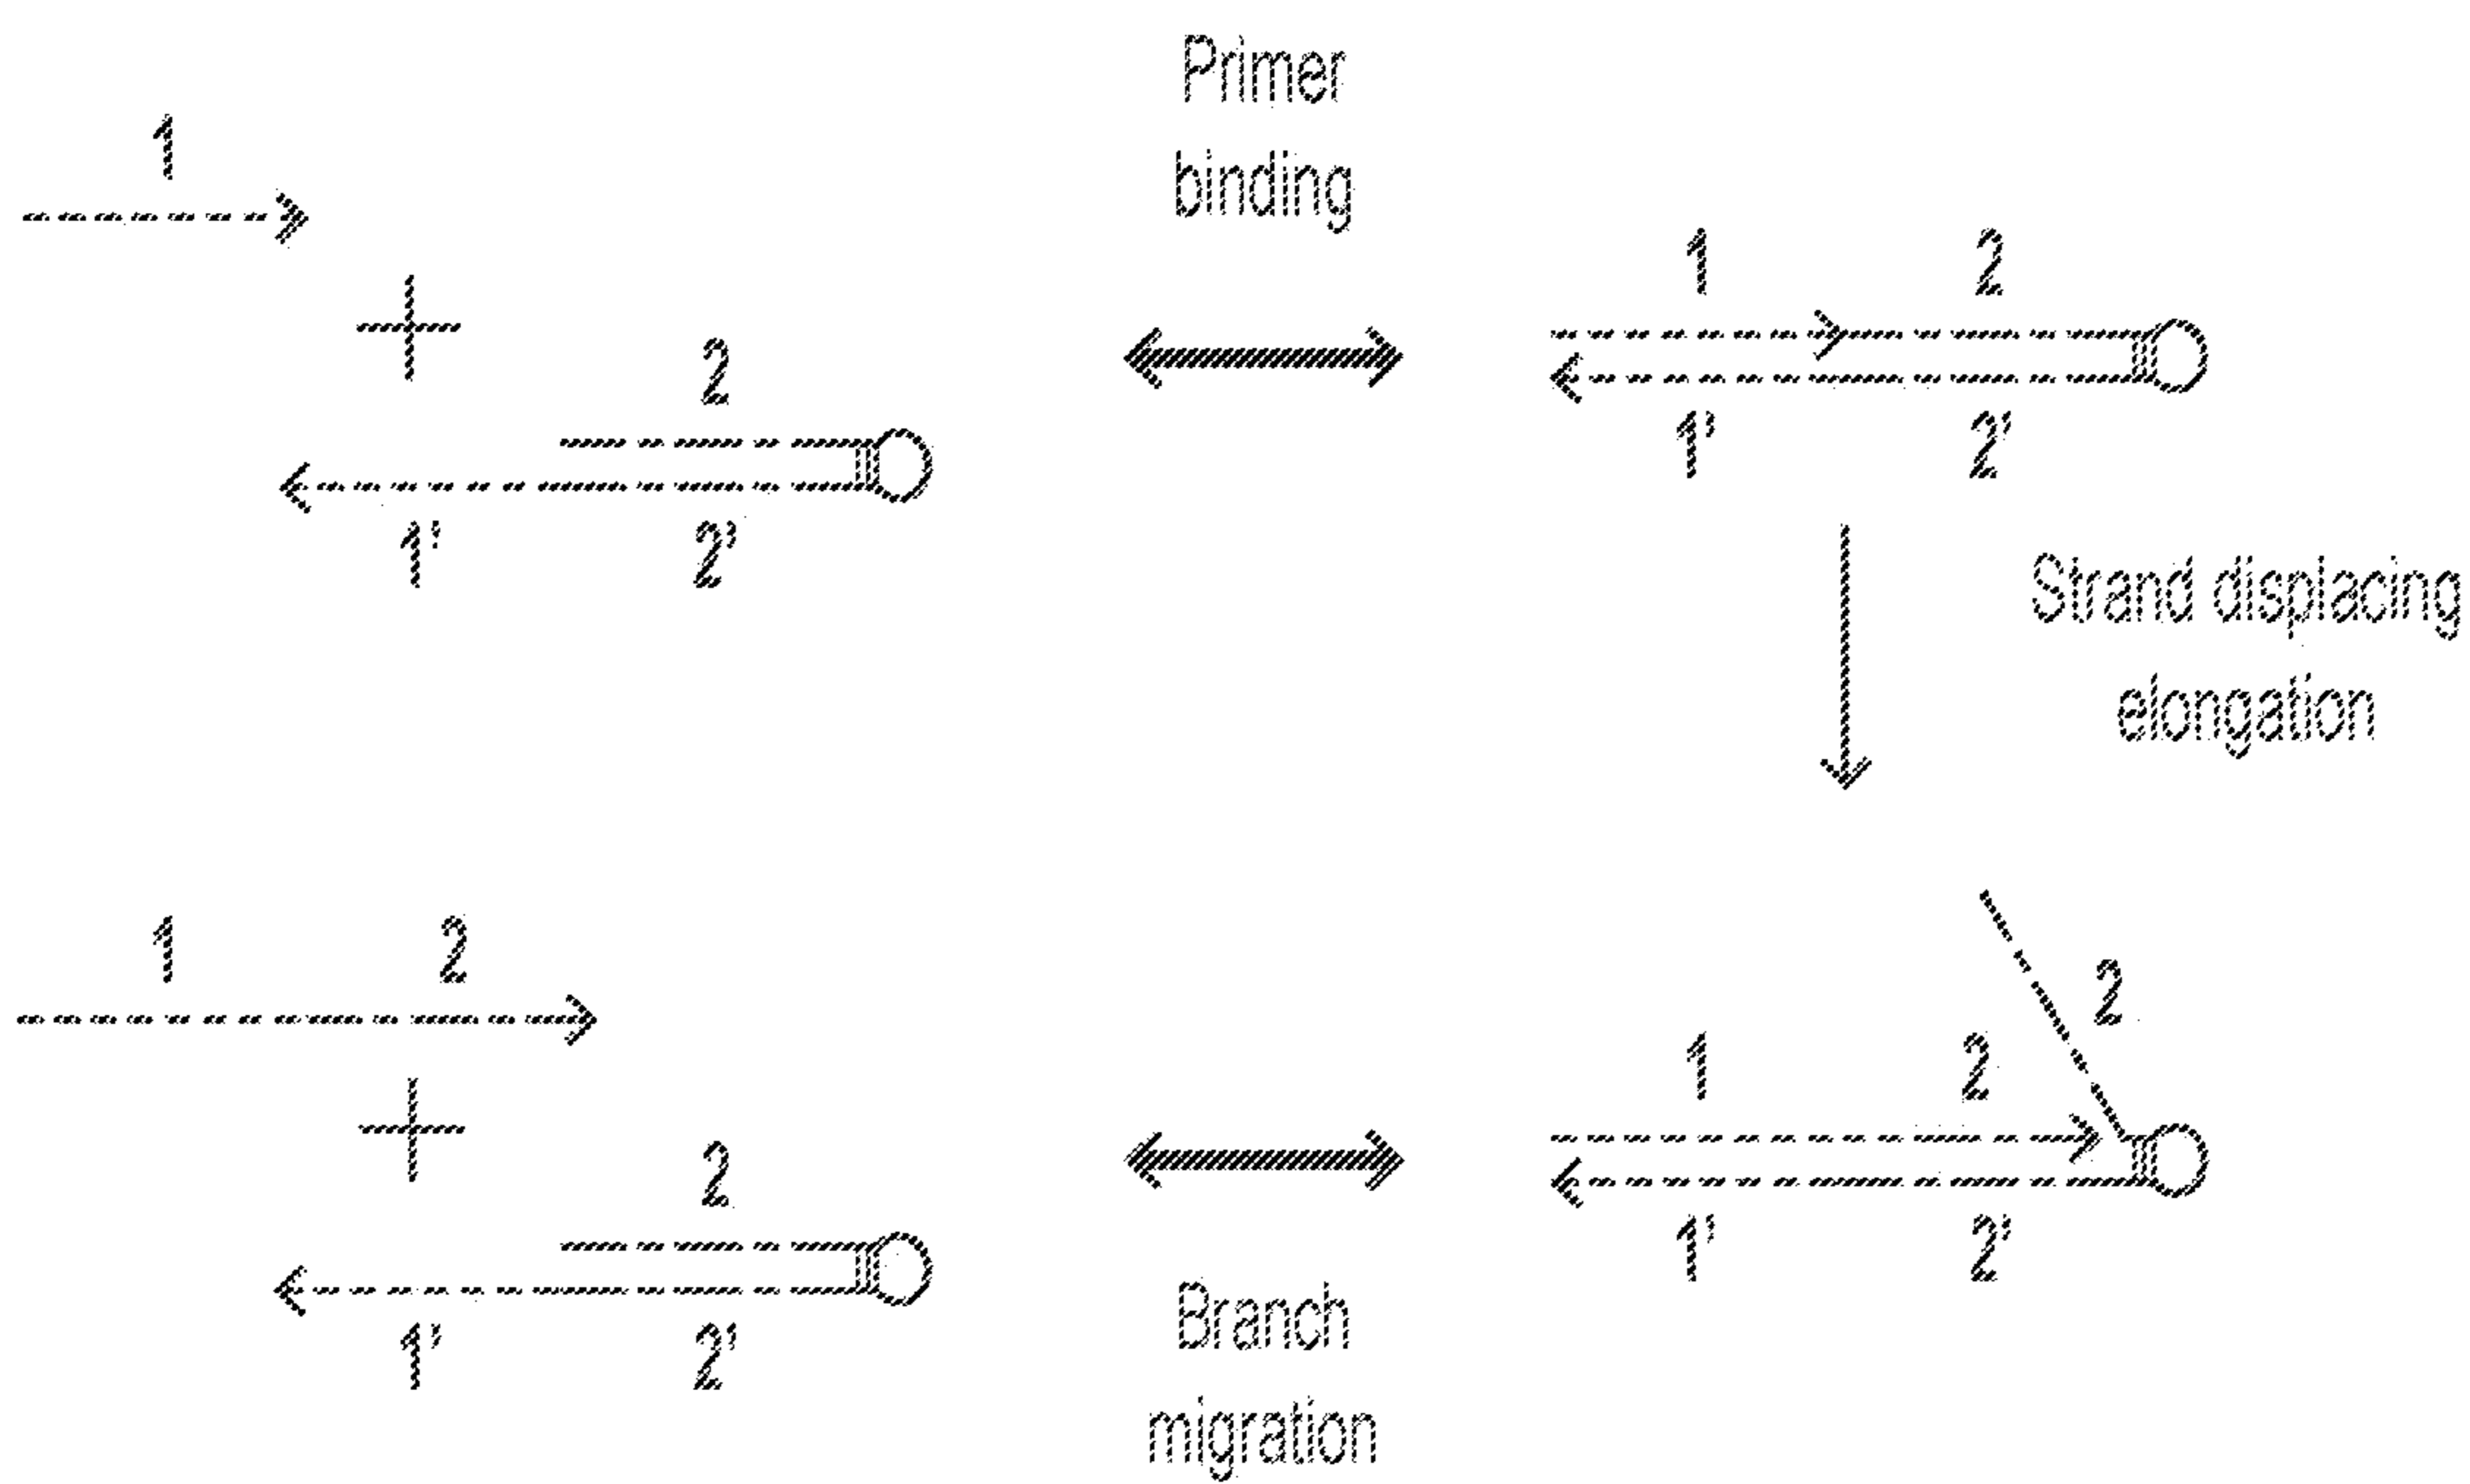 Primer
binding
1
2
1' 2'
1 2
1' 2'
Strand displacing
elongation
1 2
2
1' 2'
1 2 2
1' 2'
Branch
migration